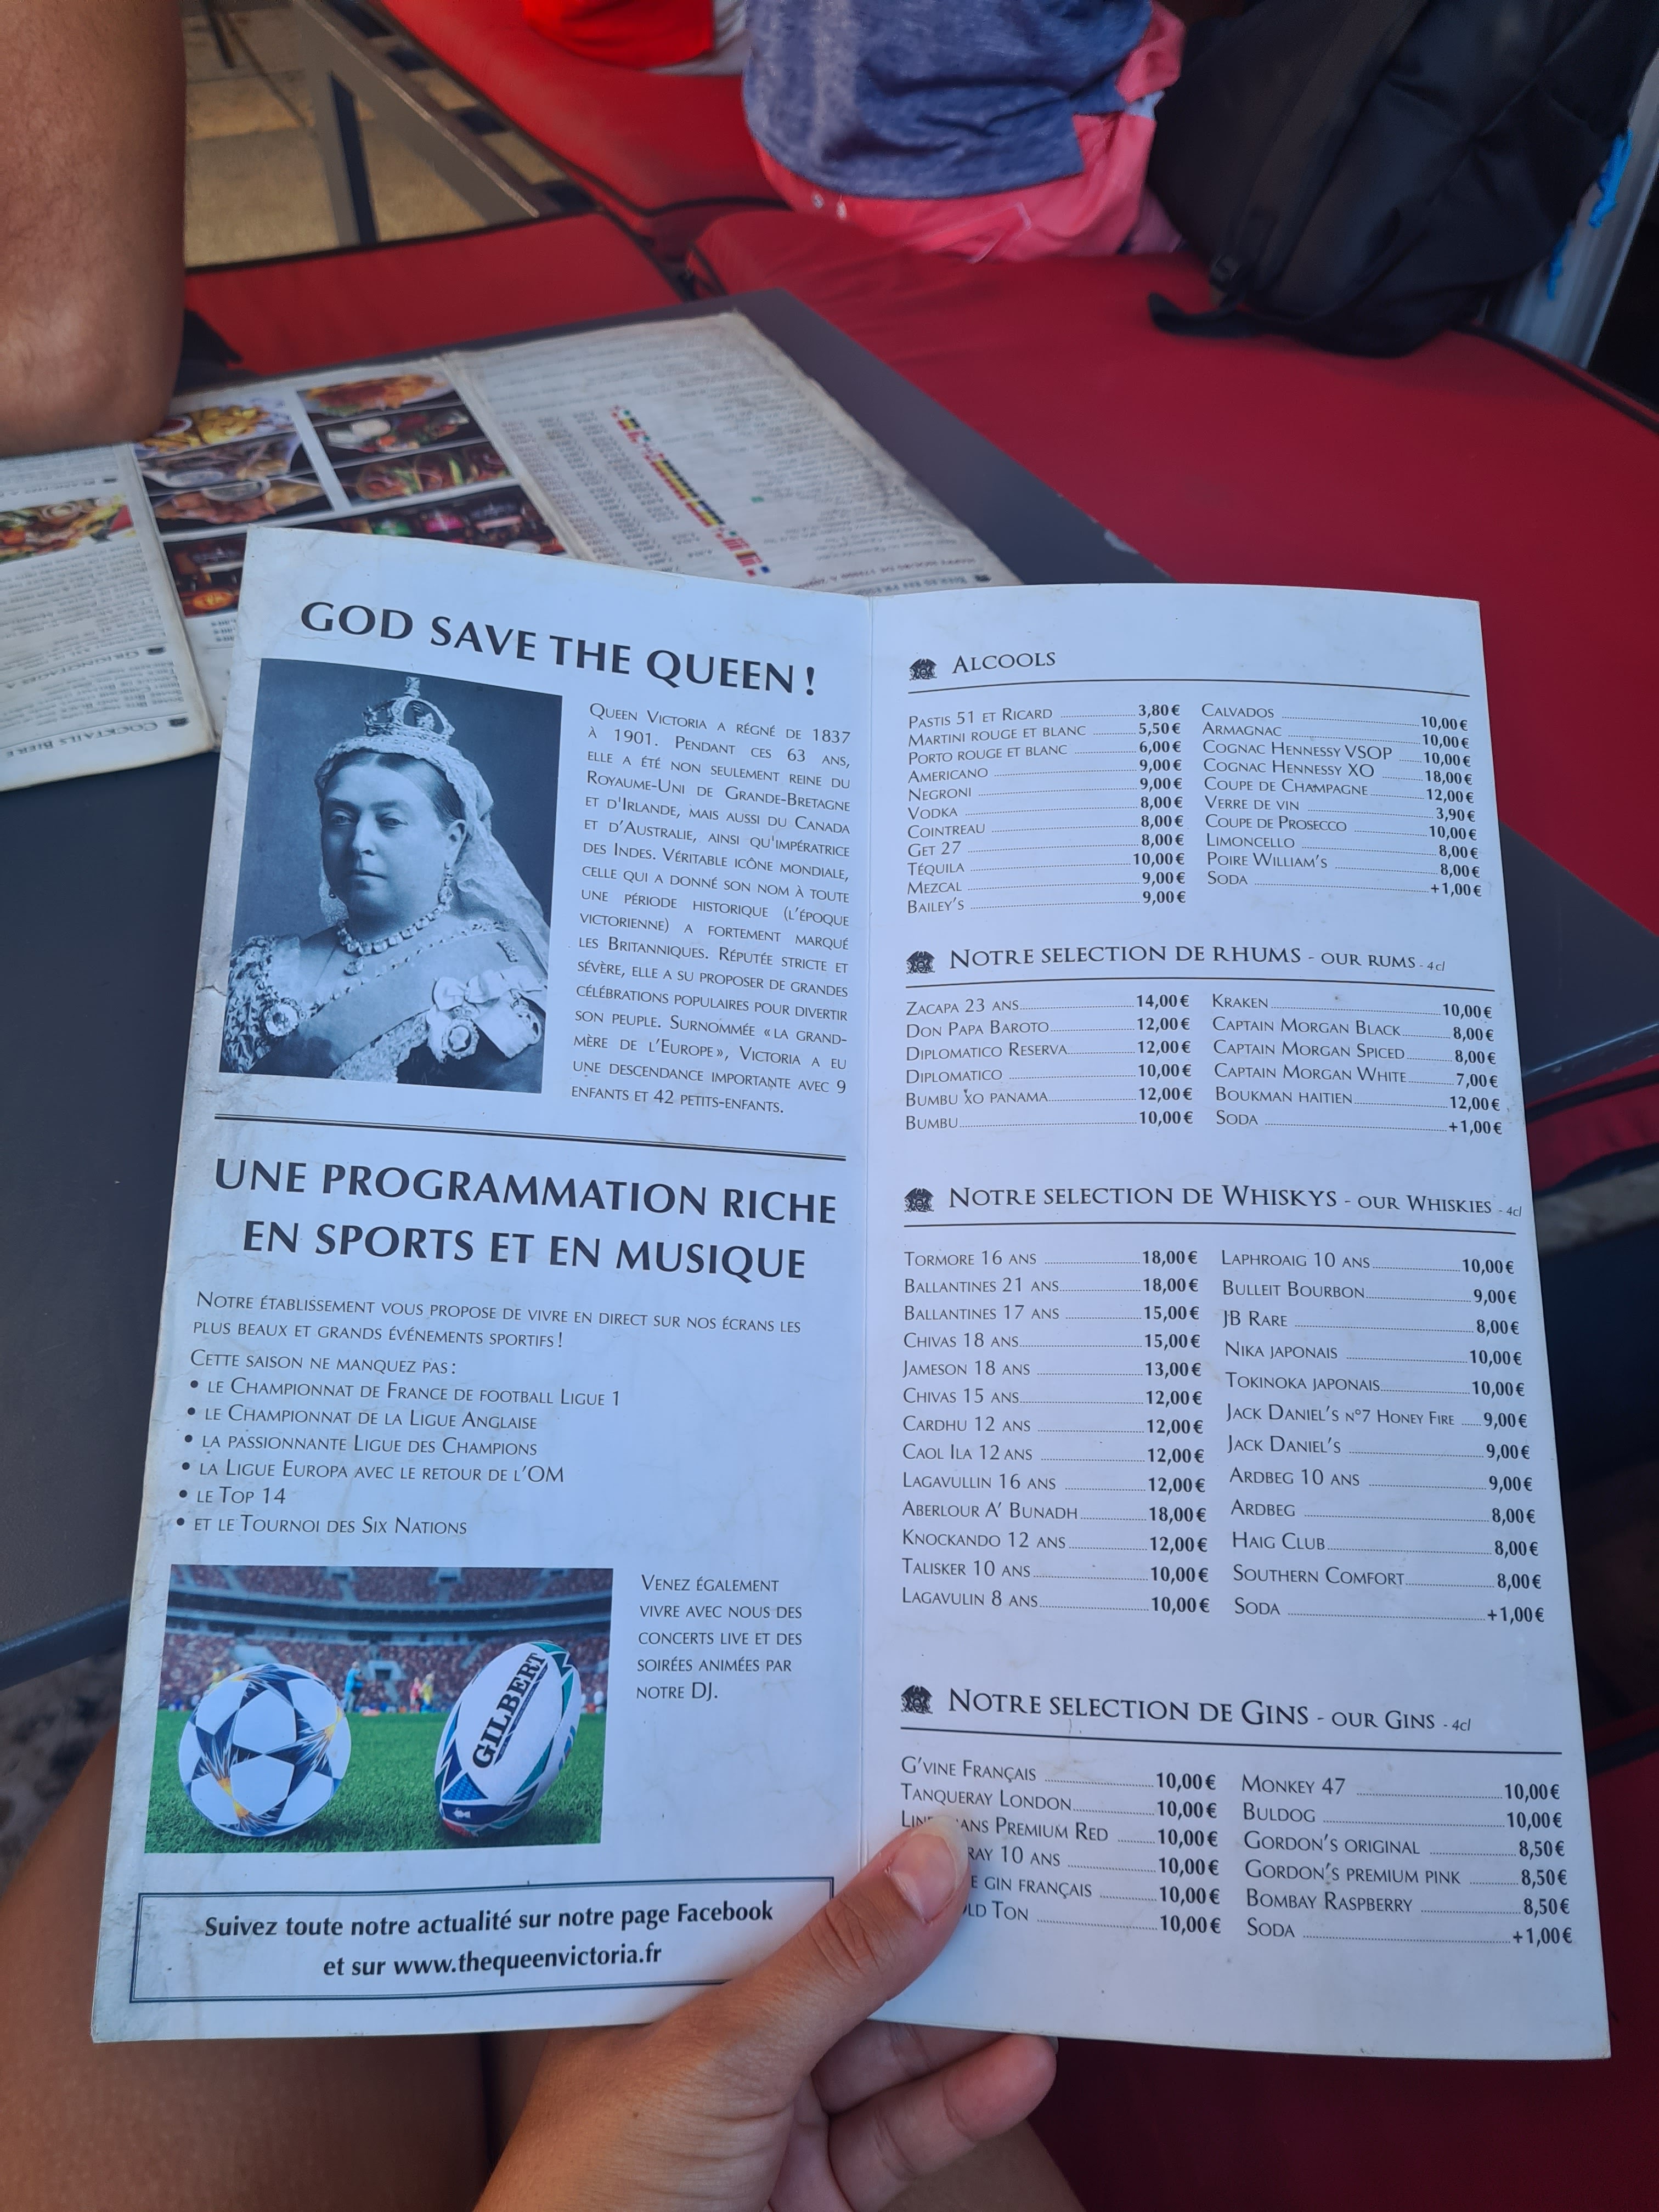 GOD SAVE THE QUEEN !
Queen Victoria a régné de 1837
à 1901. Pendant ces 63 ans,
elle a été non seulement reine du
Royaume-Uni de Grande-Bretagne
et d'Irlande, mais aussi du Canada
et d'Australie, ainsi qu'impératrice
des Indes. Véritable icône mondiale,
celle qui a donné son nom à toute
une période historique (l'époque
victorienne) a fortement marqué
les Britanniques. Réputée stricte et
sévère, elle a su proposer de grandes
célébrations populaires pour divertir
son peuple. Surnommée « la grand-
mère de l'Europe », Victoria a eu
une descendance importante avec 9
enfants et 42 petits-enfants.
UNE PROGRAMMATION RICHE
EN SPORTS ET EN MUSIQUE
Notre établissement vous propose de vivre en direct sur nos écrans les
plus beaux et grands événements sportifs !
Cette saison ne manquez pas :
• le Championnat de France de football Ligue 1
• le Championnat de la Ligue Anglaise
• la passionnante Ligue des Champions
• la Ligue Europa avec le retour de l'OM
• le Top 14
• et le Tournoi des Six Nations
GILBERT
Venez également
vivre avec nous des
concerts live et des
soirées animées par
notre DJ.
Suivez toute notre actualité sur notre page Facebook
et sur www.thequeenvictoria.fr
Alcools
Pastis 51 et Ricard 3,80€
Martini rouge et blanc 5,50€
Porto rouge et blanc 6,00€
Americano 9,00€
Negroni 9,00€
Vodka 8,00€
Cointreau 8,00€
Get 27 8,00€
Téquila 10,00€
Mezcal 9,00€
Bailey's 9,00€
Calvados 10,00€
Armagnac 10,00€
Cognac Hennessy VSOP 10,00€
Cognac Hennessy XO 18,00€
Coupe de Champagne 12,00€
Verre de vin 3,90€
Coupe de Prosecco 10,00€
Limoncello 8,00€
Poire William's 8,00€
Soda +1,00€
Notre selection de rhums - our rums - 4cl
Zacapa 23 ans 14,00€
Don Papa Baroto 12,00€
Diplomatico Reserva 12,00€
Diplomatico 10,00€
Bumbu XO panama 12,00€
Bumbu 10,00€
Kraken 10,00€
Captain Morgan Black 8,00€
Captain Morgan Spiced 8,00€
Captain Morgan White 7,00€
Boukman haitien 12,00€
Soda +1,00€
Notre selection de Whiskys - our Whiskies - 4cl
Tormore 16 ans 18,00€
Ballantines 21 ans 18,00€
Ballantines 17 ans 15,00€
Chivas 18 ans 15,00€
Jameson 18 ans 13,00€
Chivas 15 ans 12,00€
Cardhu 12 ans 12,00€
Caol Ila 12 ans 12,00€
Lagavullin 16 ans 12,00€
Aberlour A' Bunadh 18,00€
Knockando 12 ans 12,00€
Talisker 10 ans 10,00€
Lagavulin 8 ans 10,00€
Laphroaig 10 ans 10,00€
Bulleit Bourbon 9,00€
JB Rare 8,00€
Nika japonais 10,00€
Tokinoka japonais 10,00€
Jack Daniel's n°7 Honey Fire 9,00€
Jack Daniel's 9,00€
Ardbeg 10 ans 9,00€
Ardbeg 8,00€
Haig Club 8,00€
Southern Comfort 8,00€
Soda +1,00€
Notre selection de Gins - our Gins - 4cl
G'vine Français 10,00€
Tanqueray London 10,00€
Premium Red 10,00€
10 ans 10,00€
gin français 10,00€
Ton 10,00€
Monkey 47 10,00€
Buldog 10,00€
Gordon's original 8,50€
Gordon's premium pink 8,50€
Bombay Raspberry 8,50€
Soda +1,00€
Cocktails Bière